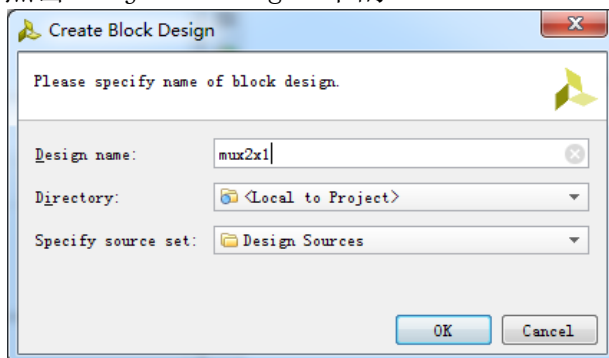 Create Block Design
Please specify name of block design.
Design name: mux2x1
Directory: <Local to Project>
Specify source set: Design Sources
OK Cancel